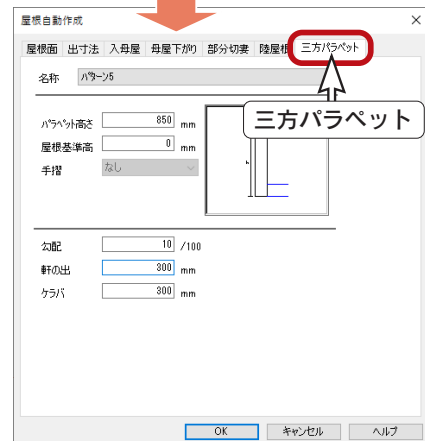 屋根自動作成
屋根面 出寸法 入母屋 母屋下がり 部分切妻 陸屋根 三方パラペット
名称 パターン5
三方パラペット
パラペット高さ 850 mm
屋根基準高 0 mm
手摺 なし
勾配 10 /100
軒の出 300 mm
ケラバ 300 mm
OK キャンセル ヘルプ